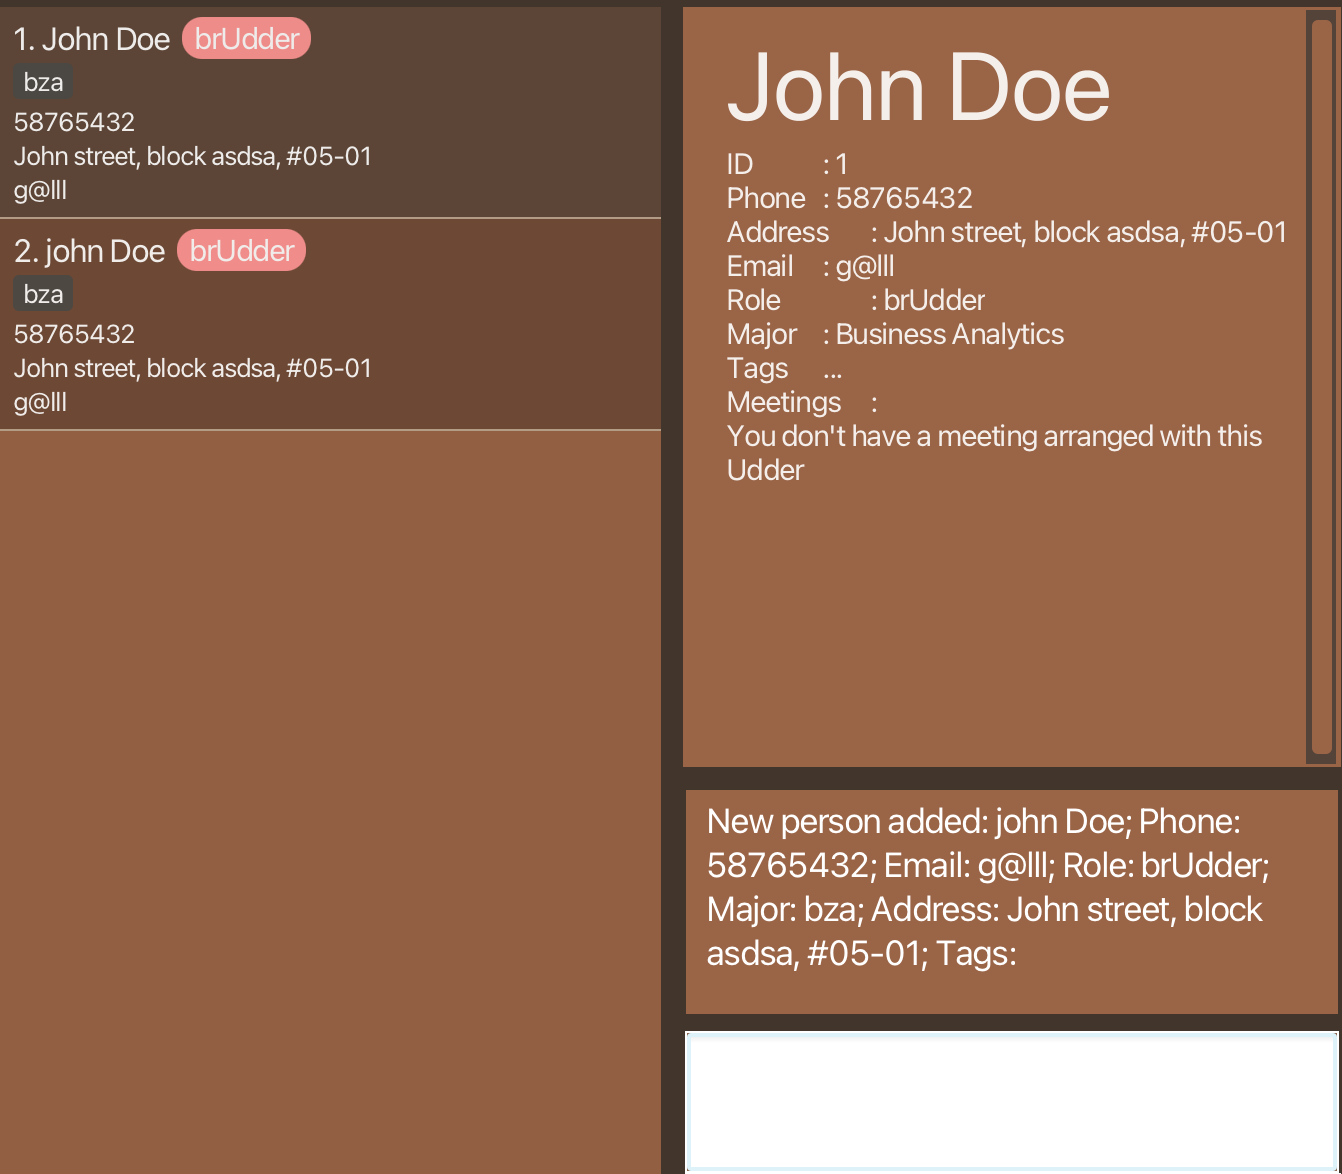 1. John Doe brUdder
bza
58765432
John street, block asdsa, #05-01
g@lll
2. john Doe brUdder
bza
58765432
John street, block asdsa, #05-01
g@lll
John Doe
ID : 1
Phone : 58765432
Address : John street, block asdsa, #05-01
Email : g@lll
Role : brUdder
Major : Business Analytics
Tags ...
Meetings :
You don't have a meeting arranged with this
Udder
New person added: john Doe; Phone:
58765432; Email: g@lll; Role: brUdder;
Major: bza; Address: John street, block
asdsa, #05-01; Tags: